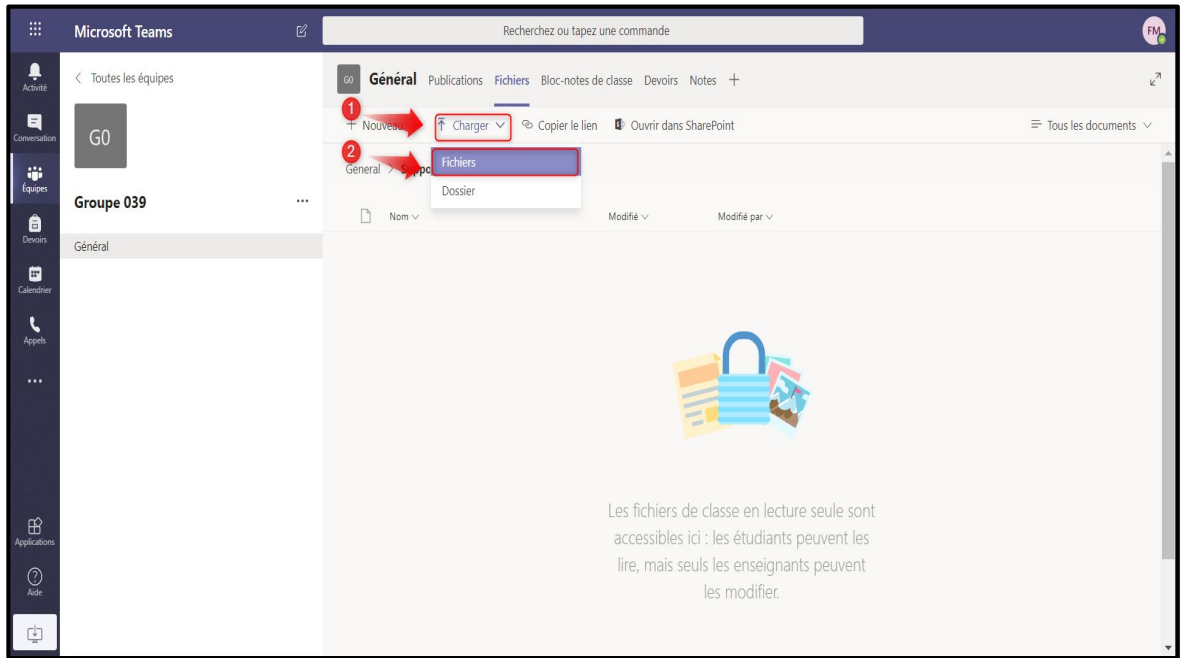 Microsoft Teams
Recherchez ou tapez une commande
FM
Activité
Conversation
Équipes
Devoirs
Calendrier
Appels
Applications
Aide
< Toutes les équipes
G0
Groupe 039
Général
G0 Général Publications Fichiers Bloc-notes de classe Devoirs Notes +
1
+ Nouveau Charger Copier le lien Ouvrir dans SharePoint Tous les documents
2
General >
Fichiers
Dossier
Nom Modifié Modifié par
Les fichiers de classe en lecture seule sont
accessibles ici : les étudiants peuvent les
lire, mais seuls les enseignants peuvent
les modifier.